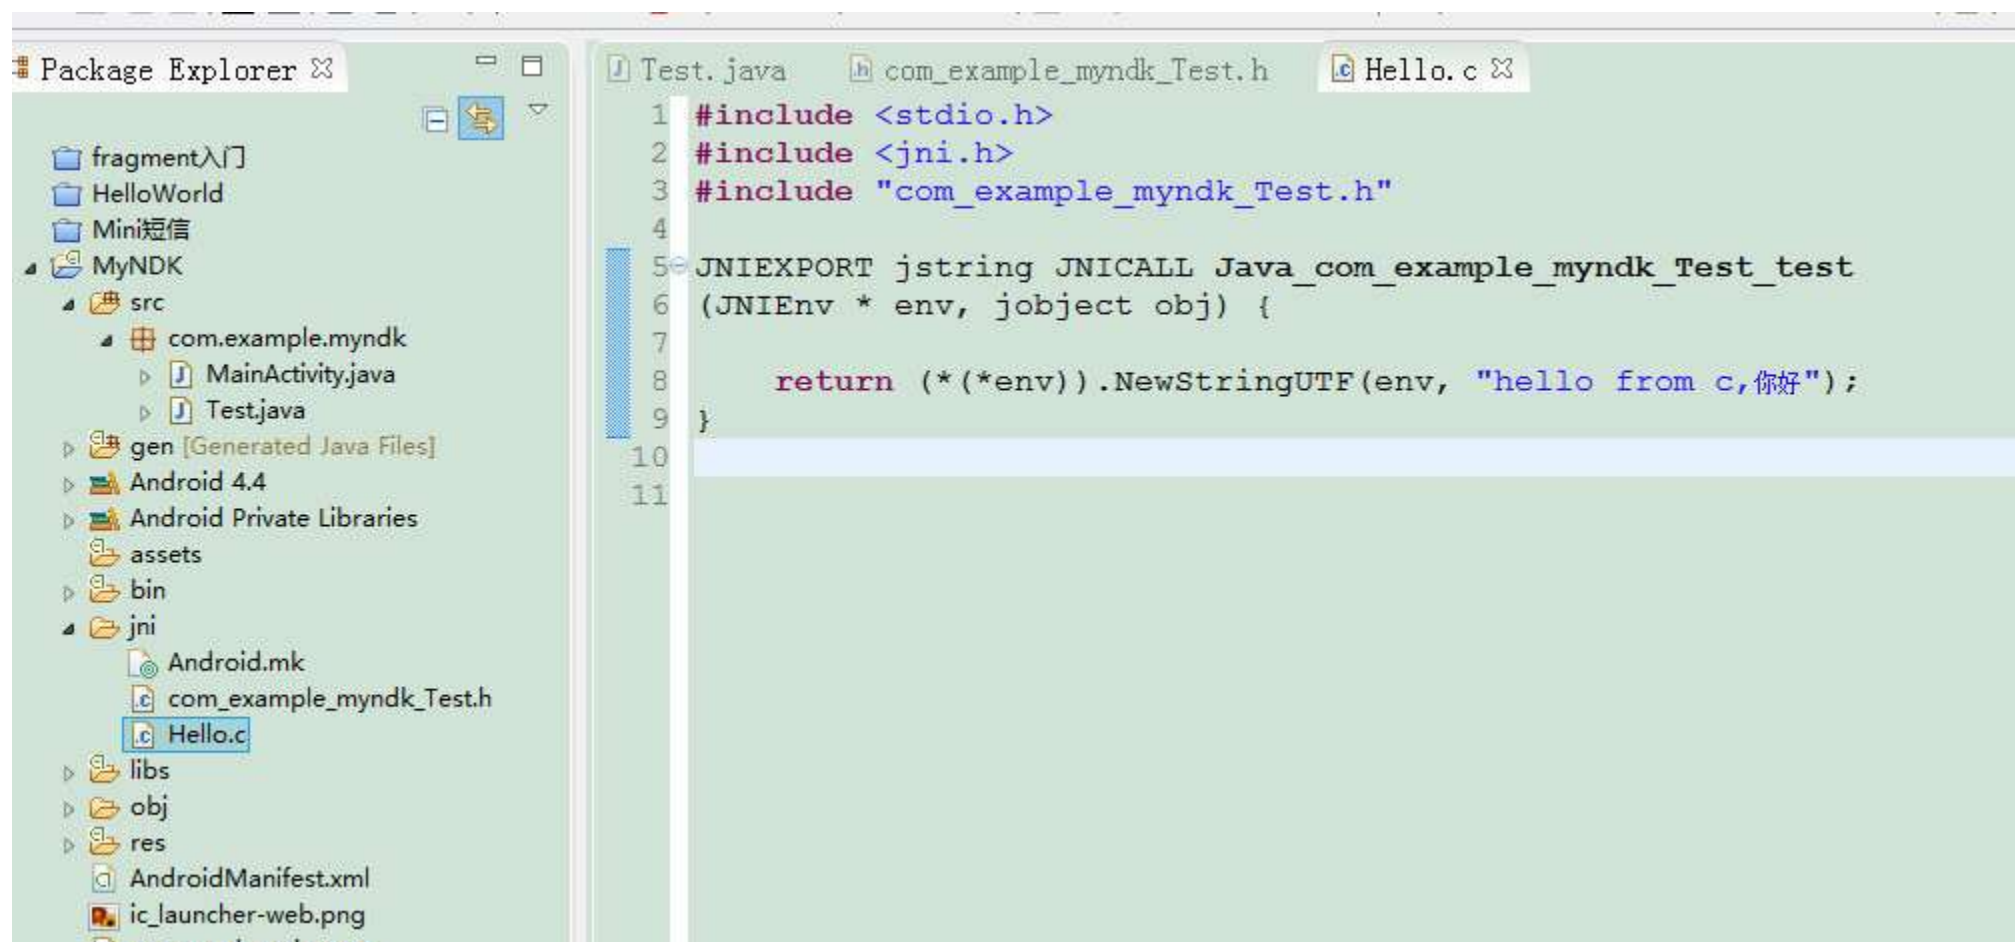 Package Explorer
fragment入门
HelloWorld
Mini短信
MyNDK
src
com.example.myndk
MainActivity.java
Test.java
gen [Generated Java Files]
Android 4.4
Android Private Libraries
assets
bin
jni
Android.mk
com_example_myndk_Test.h
Hello.c
libs
obj
res
AndroidManifest.xml
ic_launcher-web.png
Test.java com_example_myndk_Test.h Hello.c
1 #include <stdio.h>
2 #include <jni.h>
3 #include "com_example_myndk_Test.h"
4
5 JNIEXPORT jstring JNICALL Java_com_example_myndk_Test_test
6 (JNIEnv * env, jobject obj) {
7
8 return (*(*env)).NewStringUTF(env, "hello from c,你好");
9 }
10
11